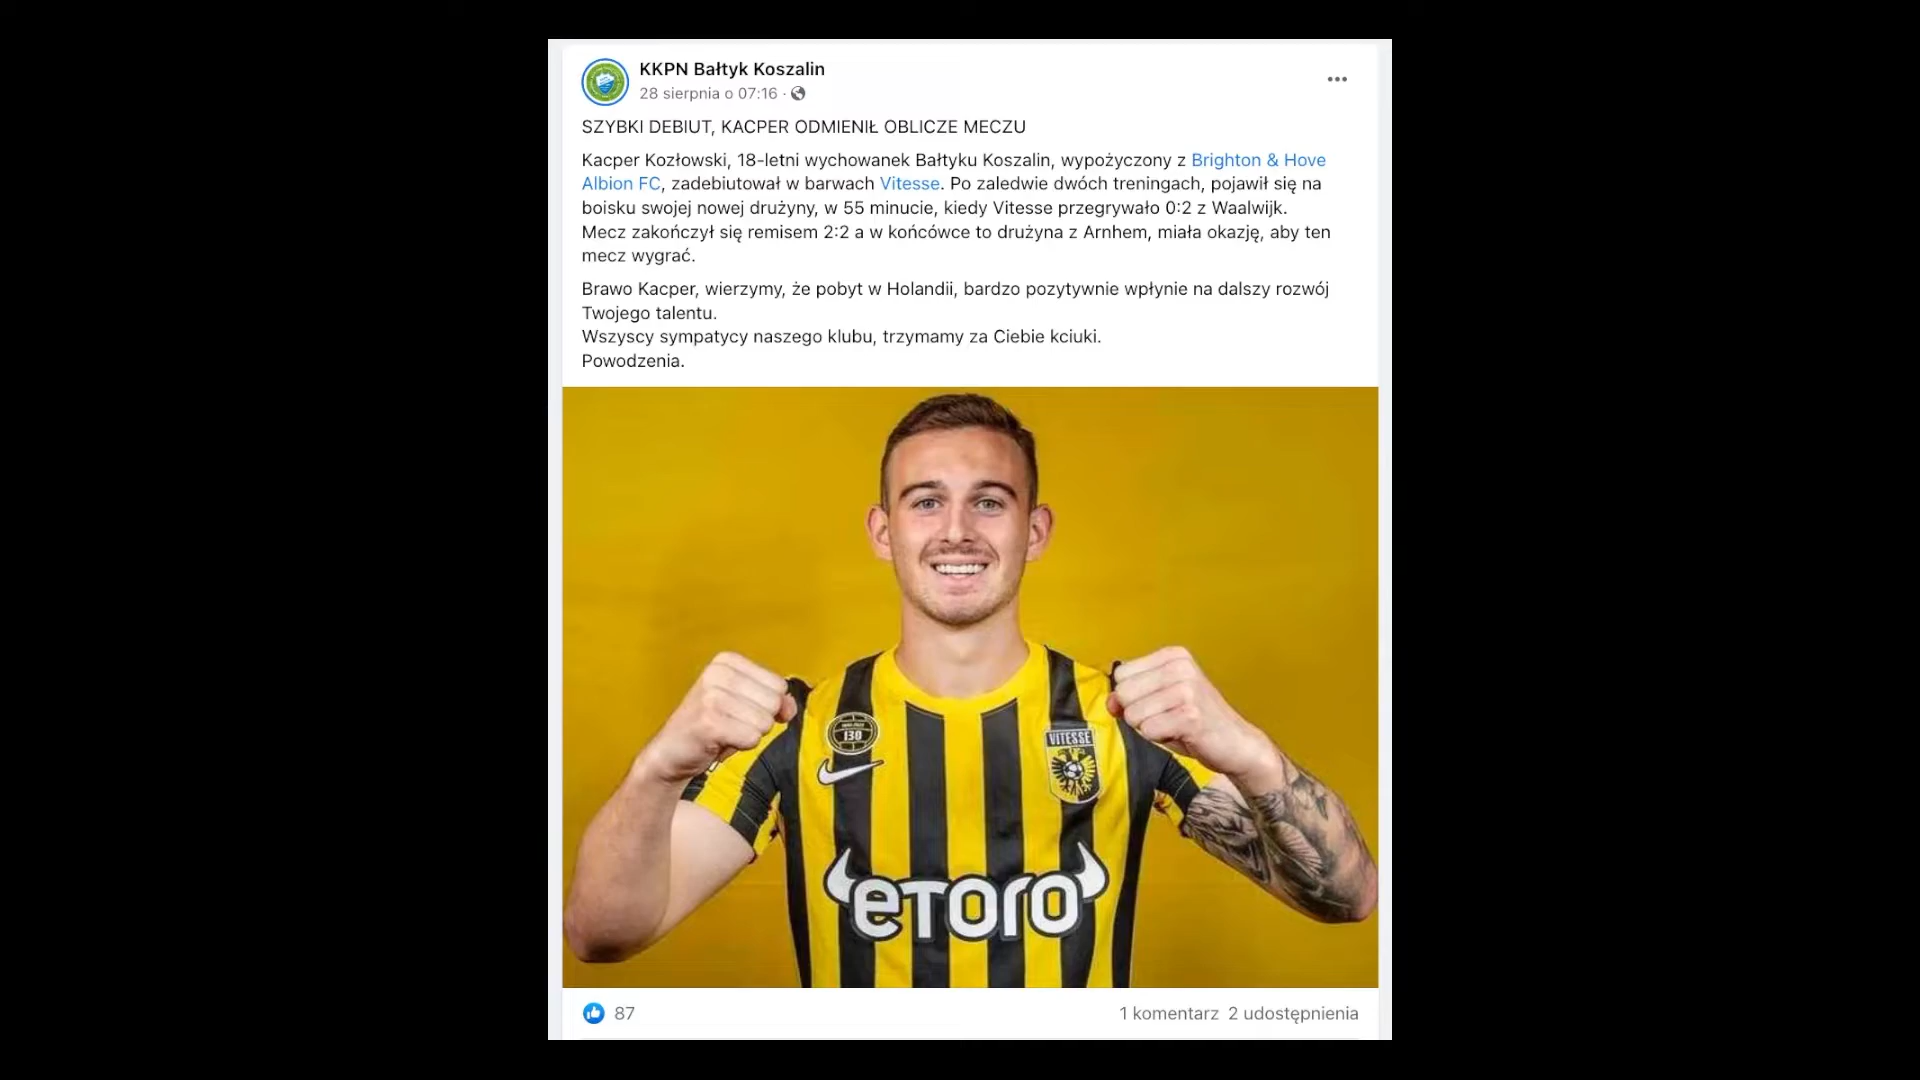 KKPN Bałtyk Koszalin
28 sierpnia o 07:16 ·
SZYBKI DEBIUT, KACPER ODMIENIŁ OBLICZE MECZU
Kacper Kozłowski, 18-letni wychowanek Bałtyku Koszalin, wypożyczony z Brighton & Hove
Albion FC, zadebiutował w barwach Vitesse. Po zaledwie dwóch treningach, pojawił się na
boisku swojej nowej drużyny, w 55 minucie, kiedy Vitesse przegrywało 0:2 z Waalwijk.
Mecz zakończył się remisem 2:2 a w końcówce to drużyna z Arnhem, miała okazję, aby ten
mecz wygrać.
Brawo Kacper, wierzymy, że pobyt w Holandii, bardzo pozytywnie wpłynie na dalszy rozwój
Twojego talentu.
Wszyscy sympatycy naszego klubu, trzymamy za Ciebie kciuki.
Powodzenia.
130
VITESSE
eToro
87
1 komentarz 2 udostępnienia